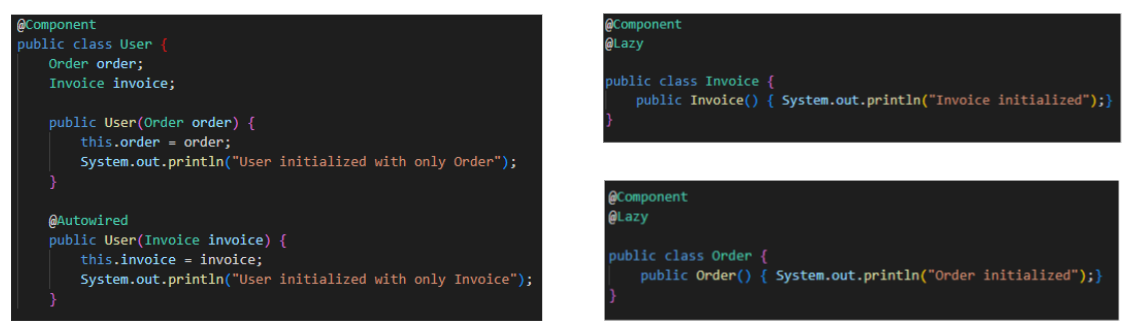 @Component
public class User {
    Order order;
    Invoice invoice;
    public User(Order order) {
        this.order = order;
        System.out.println("User initialized with only Order");
    }
    @Autowired
    public User(Invoice invoice) {
        this.invoice = invoice;
        System.out.println("User initialized with only Invoice");
    }
@Component
@Lazy
public class Invoice {
    public Invoice() { System.out.println("Invoice initialized");}
}
@Component
@Lazy
public class Order {
    public Order() { System.out.println("Order initialized");}
}